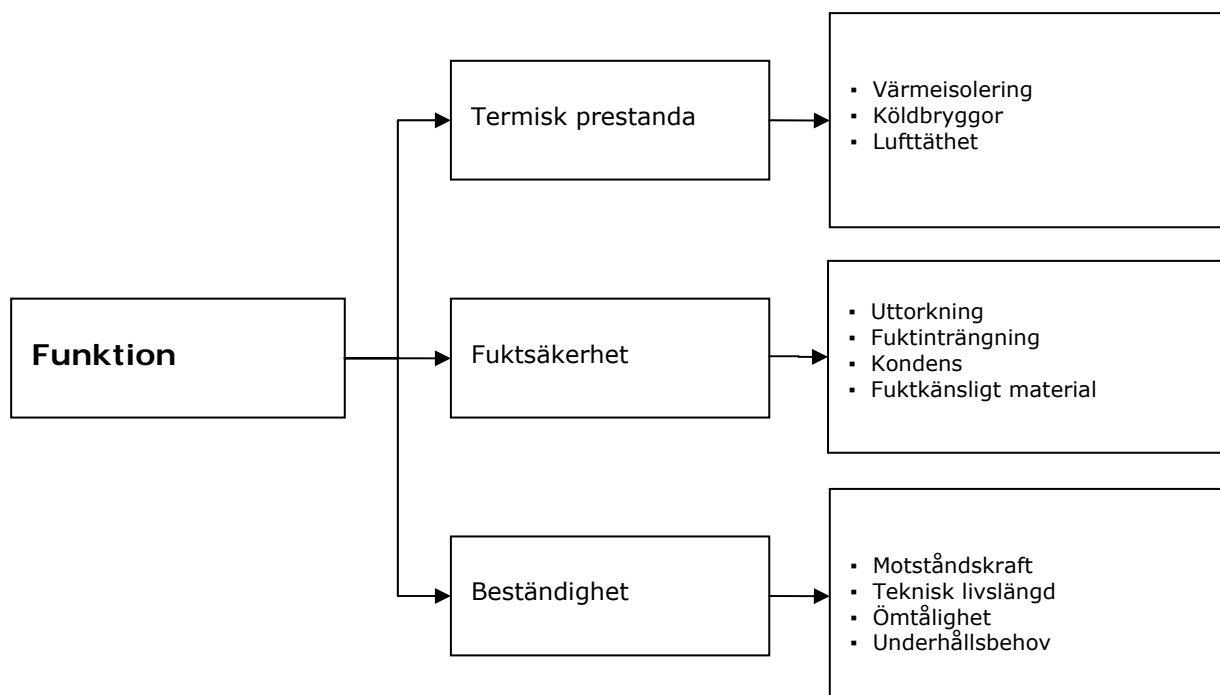 Funktion
Termisk prestanda
▪ Värmeisolering
▪ Köldbryggor
▪ Lufttäthet
Fuktsäkerhet
▪ Uttorkning
▪ Fuktinträngning
▪ Kondens
▪ Fuktkänsligt material
Beständighet
▪ Motståndskraft
▪ Teknisk livslängd
▪ Ömtålighet
▪ Underhållsbehov